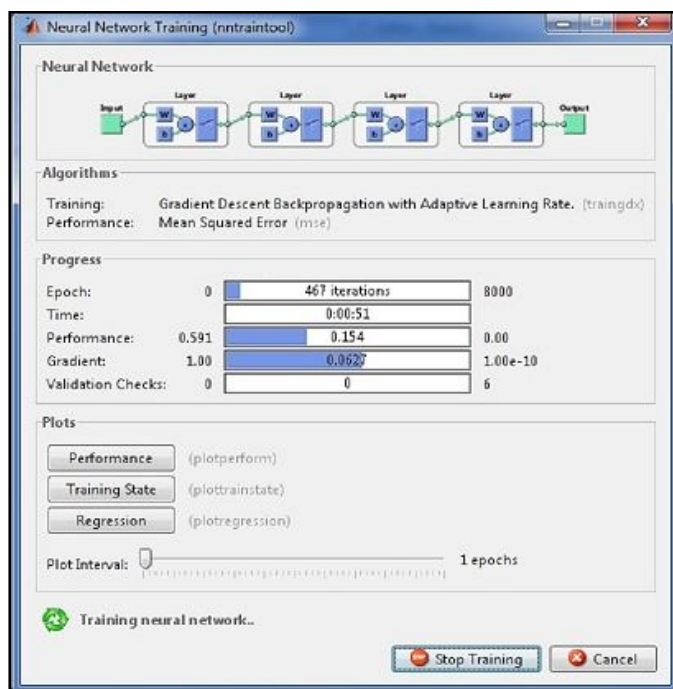 Neural Network Training (nntraintool)
Neural Network
Layer Layer Layer Layer
Input Output
W W W W
b b b b
Algorithms
Training: Gradient Descent Backpropagation with Adaptive Learning Rate. (traingdx)
Performance: Mean Squared Error (mse)
Progress
Epoch: 0 467 iterations 8000
Time: 0:00:51
Performance: 0.591 0.154 0.00
Gradient: 1.00 0.0627 1.00e-10
Validation Checks: 0 0 6
Plots
Performance (plotperform)
Training State (plottrainstate)
Regression (plotregression)
Plot Interval: 1 epochs
Training neural network..
Stop Training Cancel